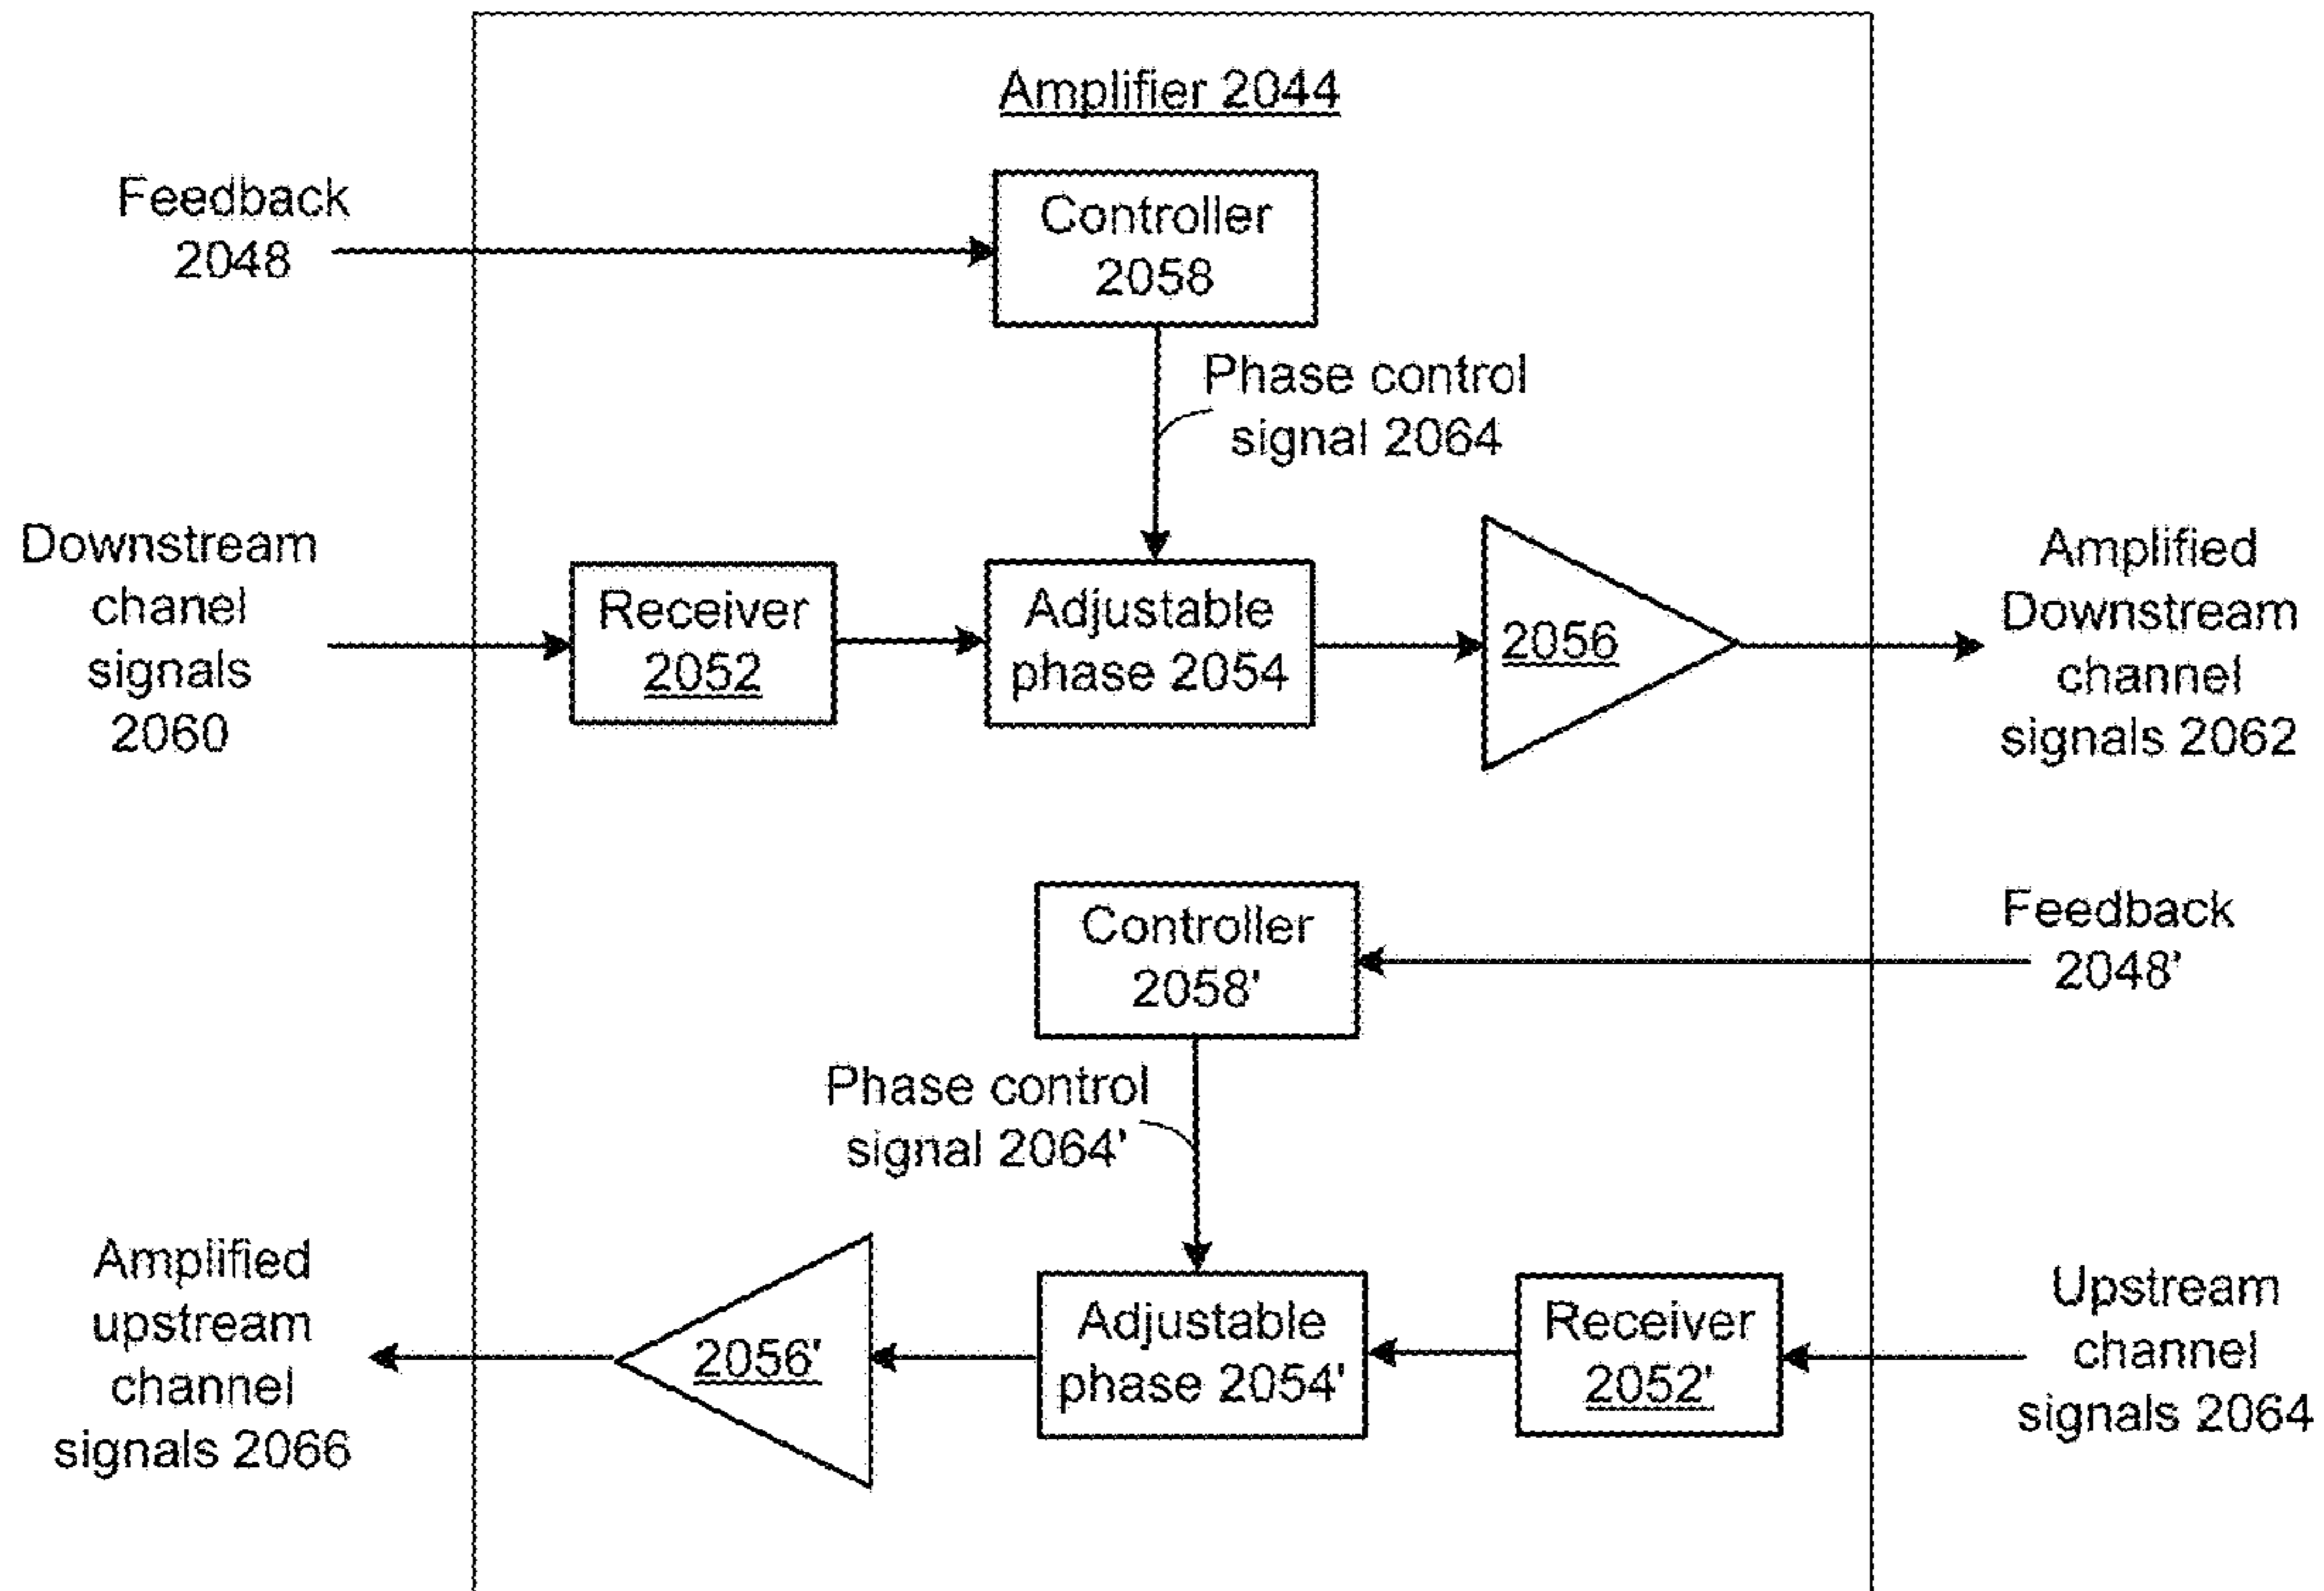 Amplifier 2044
Feedback
2048
Controller
2058
Phase control
signal 2064
Downstream
chanel
signals
2060
Receiver
2052
Adjustable
phase 2054
2056
Amplified
Downstream
channel
signals 2062
Controller
2058'
Feedback
2048'
Phase control
signal 2064'
Amplified
upstream
channel
signals 2066
2056'
Adjustable
phase 2054'
Receiver
2052'
Upstream
channel
signals 2064